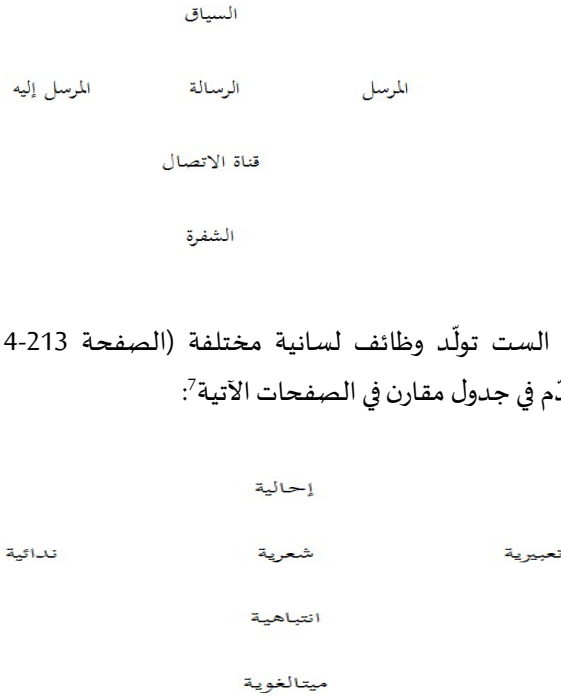 السياق
المرسل الرسالة المرسل إليه
قناة الاتصال
الشفرة
الست تولّد وظائف لسانية مختلفة (الصفحة 213-4
في جدول مقارن في الصفحات الآتية7:
إحالية
تعبيرية شعرية ندائية
انتباهية
ميتالغوية